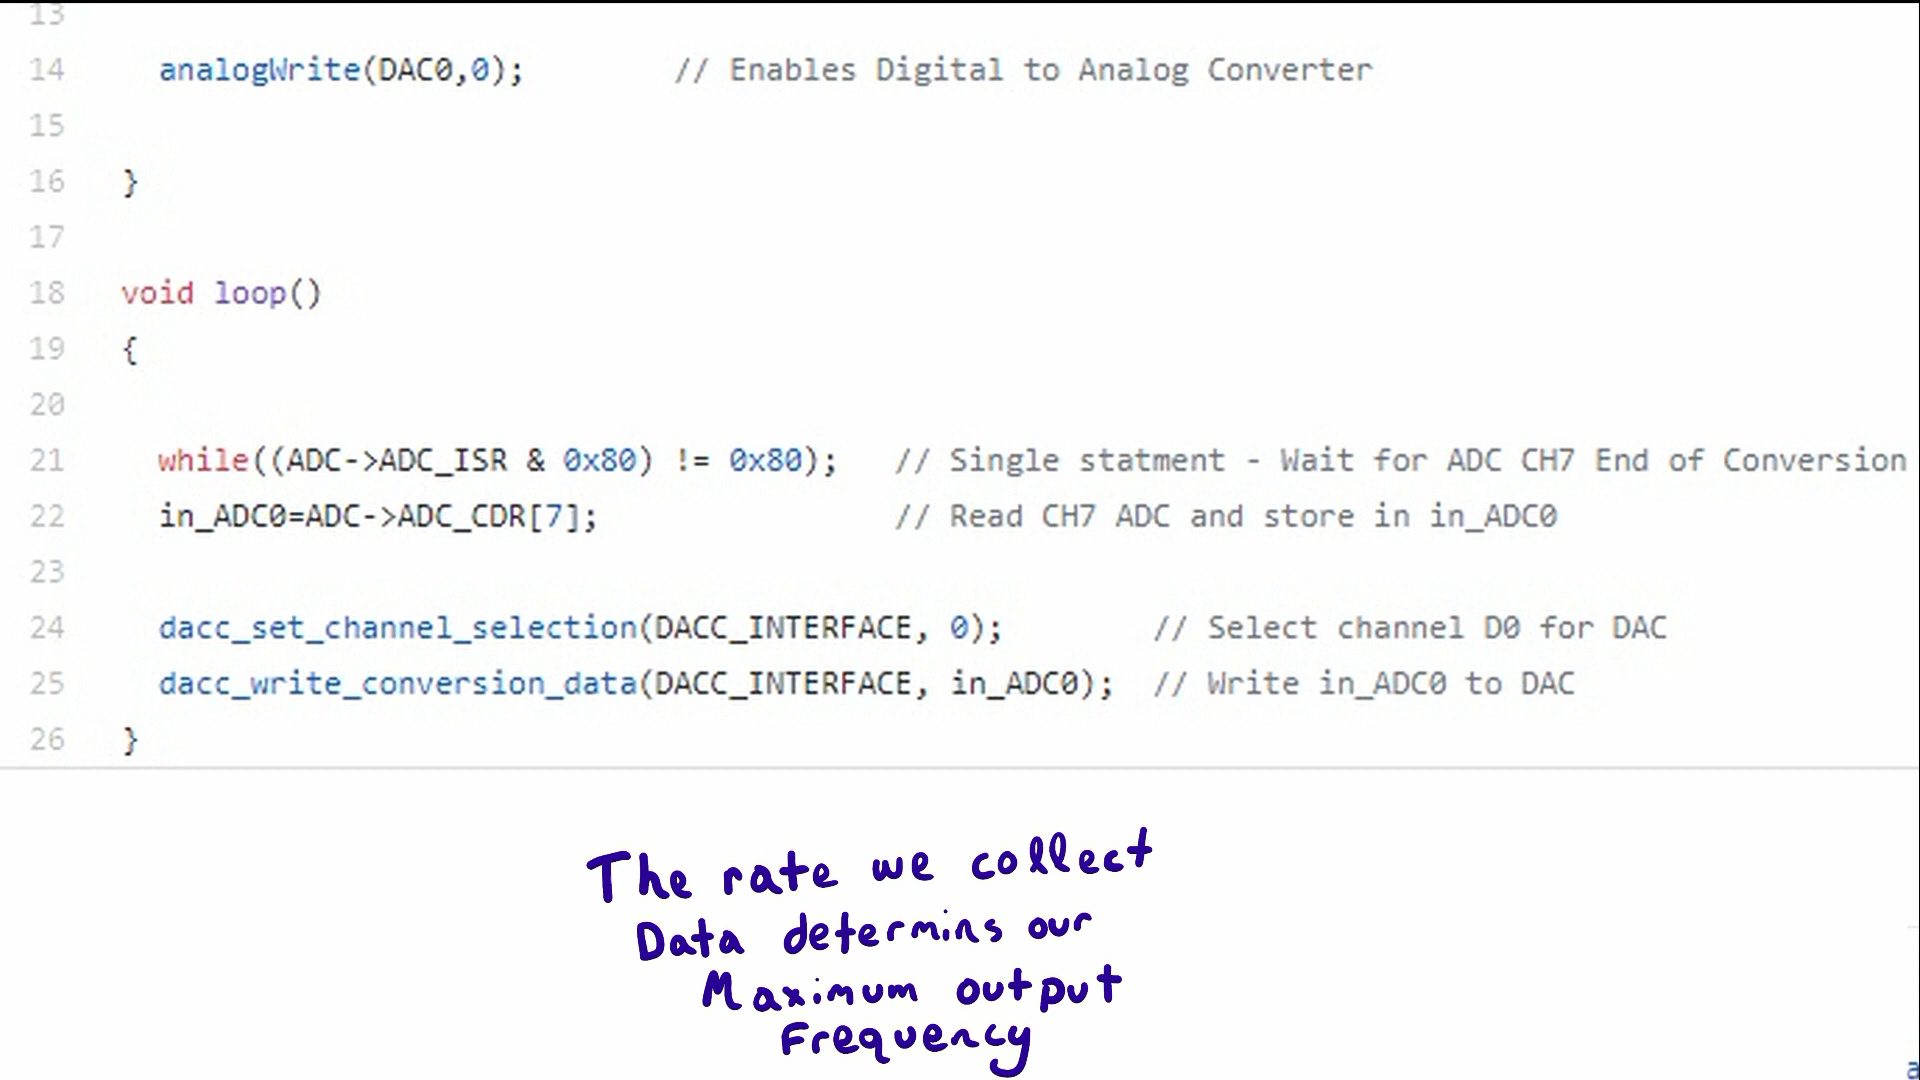 13
14 analogWrite(DAC0,0); // Enables Digital to Analog Converter
15
16 }
17
18 void loop()
19 {
20
21 while((ADC->ADC_ISR & 0x80) != 0x80); // Single statment - Wait for ADC CH7 End of Conversion
22 in_ADC0=ADC->ADC_CDR[7]; // Read CH7 ADC and store in in_ADC0
23
24 dacc_set_channel_selection(DACC_INTERFACE, 0); // Select channel D0 for DAC
25 dacc_write_conversion_data(DACC_INTERFACE, in_ADC0); // Write in_ADC0 to DAC
26 }
The rate we collect
Data determins our
Maximum output
Frequency
a